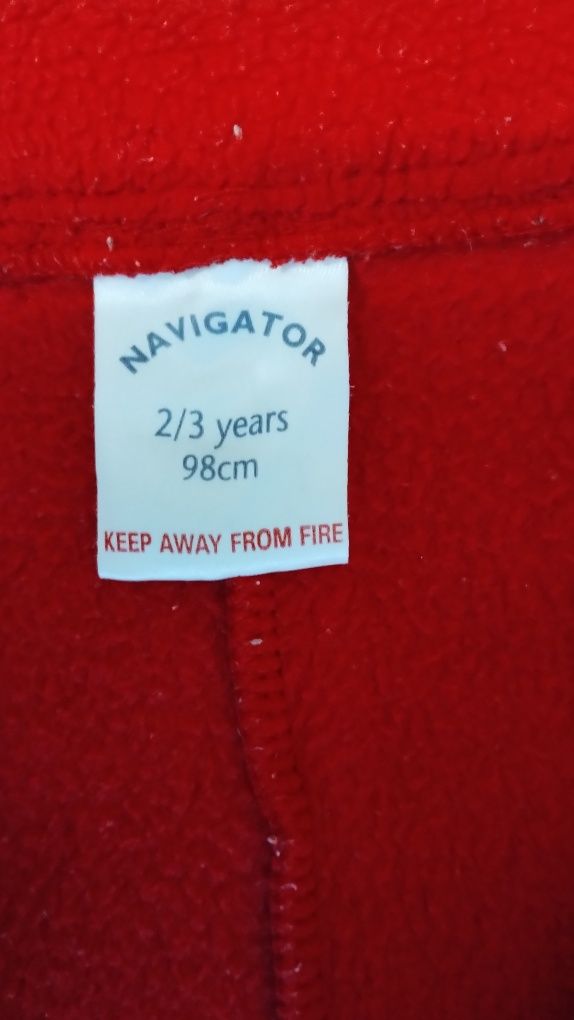 NAVIGATOR
2/3 years
98cm
KEEP AWAY FROM FIRE